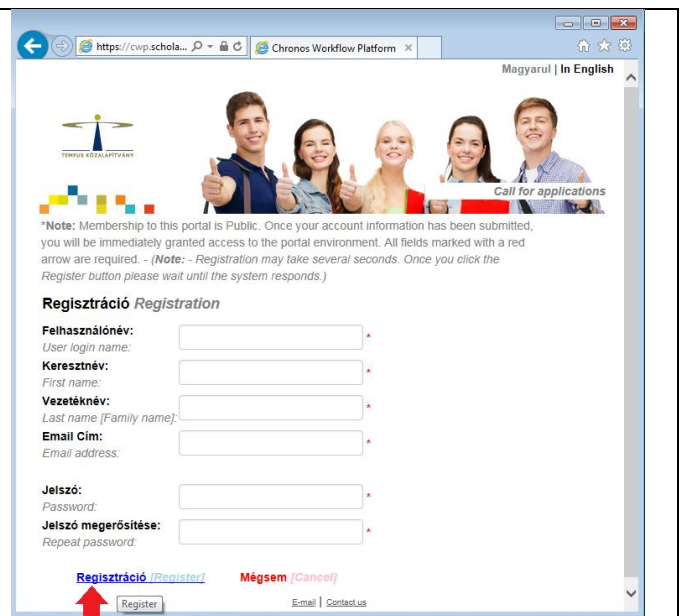 https://cwp.schola...
Chronos Workflow Platform
Magyarul | In English
TEMPUS KÖZALAPÍTVÁNY
Call for applications
*Note: Membership to this portal is Public. Once your account information has been submitted,
you will be immediately granted access to the portal environment. All fields marked with a red
arrow are required. - (Note: - Registration may take several seconds. Once you click the
Register button please wait until the system responds.)
Regisztráció Registration
Felhasználónév:
User login name:
*
Keresztnév:
First name:
*
Vezetéknév:
Last name [Family name]:
*
Email Cím:
Email address:
*
Jelszó:
Password:
*
Jelszó megerősítése:
Repeat password:
*
Regisztráció [Register] Mégsem [Cancel]
Register
E-mail | Contact us